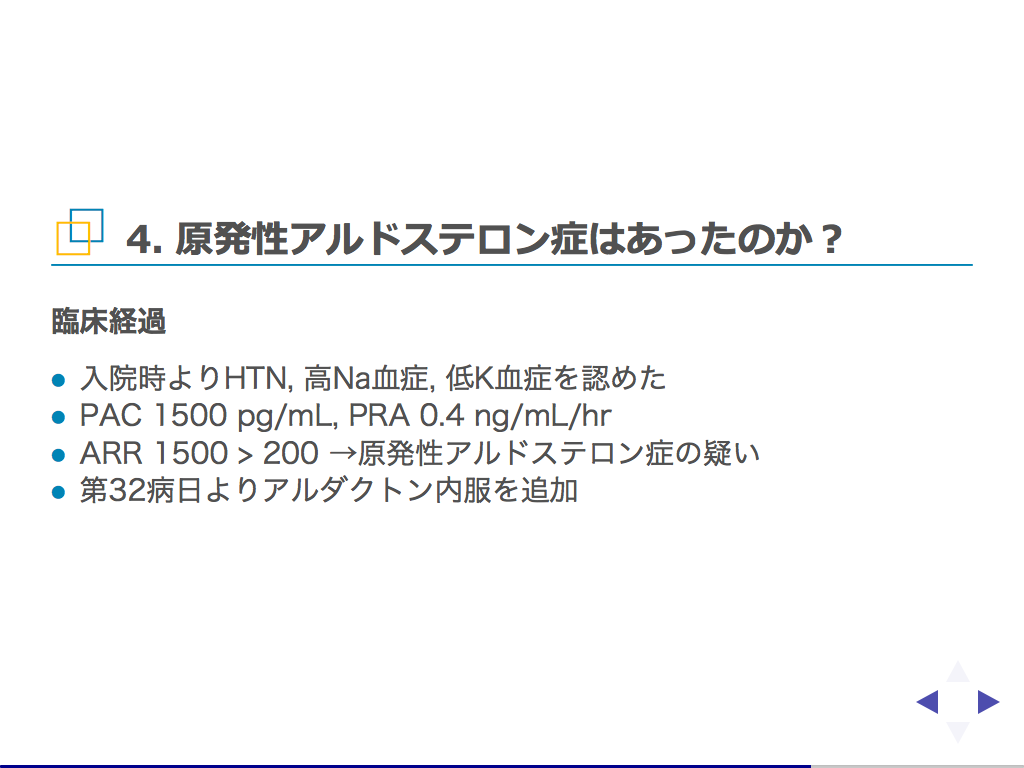 4. 原発性アルドステロン症はあったのか？
臨床経過
入院時よりHTN, 高Na血症, 低K血症を認めた
PAC 1500 pg/mL, PRA 0.4 ng/mL/hr
ARR 1500 > 200 →原発性アルドステロン症の疑い
第32病日よりアルダクトン内服を追加